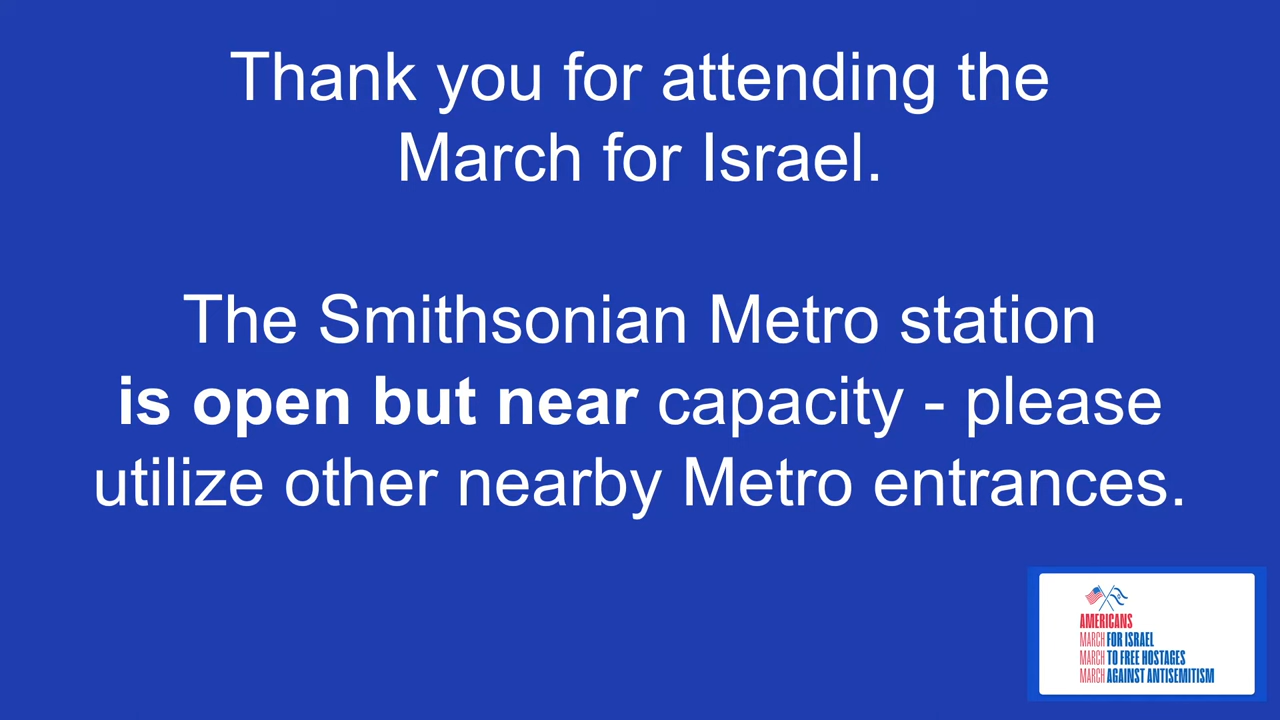 Thank you for attending the
March for Israel.
The Smithsonian Metro station
is open but near capacity - please
utilize other nearby Metro entrances.
AMERICANS
MARCH FOR ISRAEL
MARCH TO FREE HOSTAGES
MARCH AGAINST ANTISEMITISM